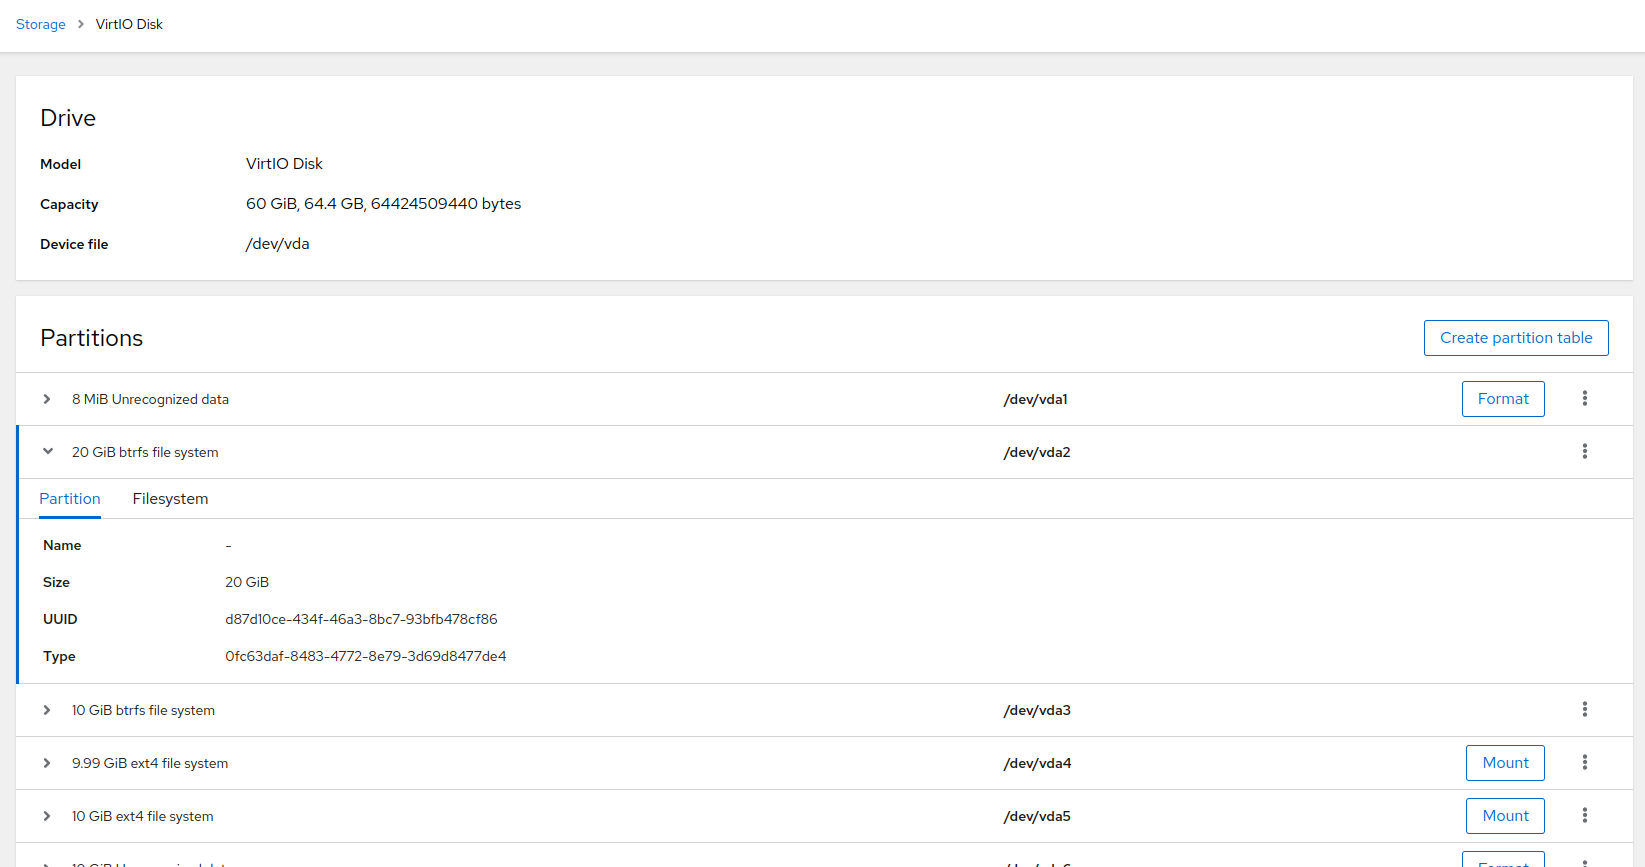 Storage > VirtIO Disk
Drive
Model VirtIO Disk
Capacity 60 GiB, 64.4 GB, 64424509440 bytes
Device file /dev/vda
Partitions Create partition table
8 MiB Unrecognized data /dev/vda1 Format
20 GiB btrfs file system /dev/vda2
Partition Filesystem
Name -
Size 20 GiB
UUID d87d10ce-434f-46a3-8bc7-93bfb478cf86
Type 0fc63daf-8483-4772-8e79-3d69d8477de4
10 GiB btrfs file system /dev/vda3
9.99 GiB ext4 file system /dev/vda4 Mount
10 GiB ext4 file system /dev/vda5 Mount